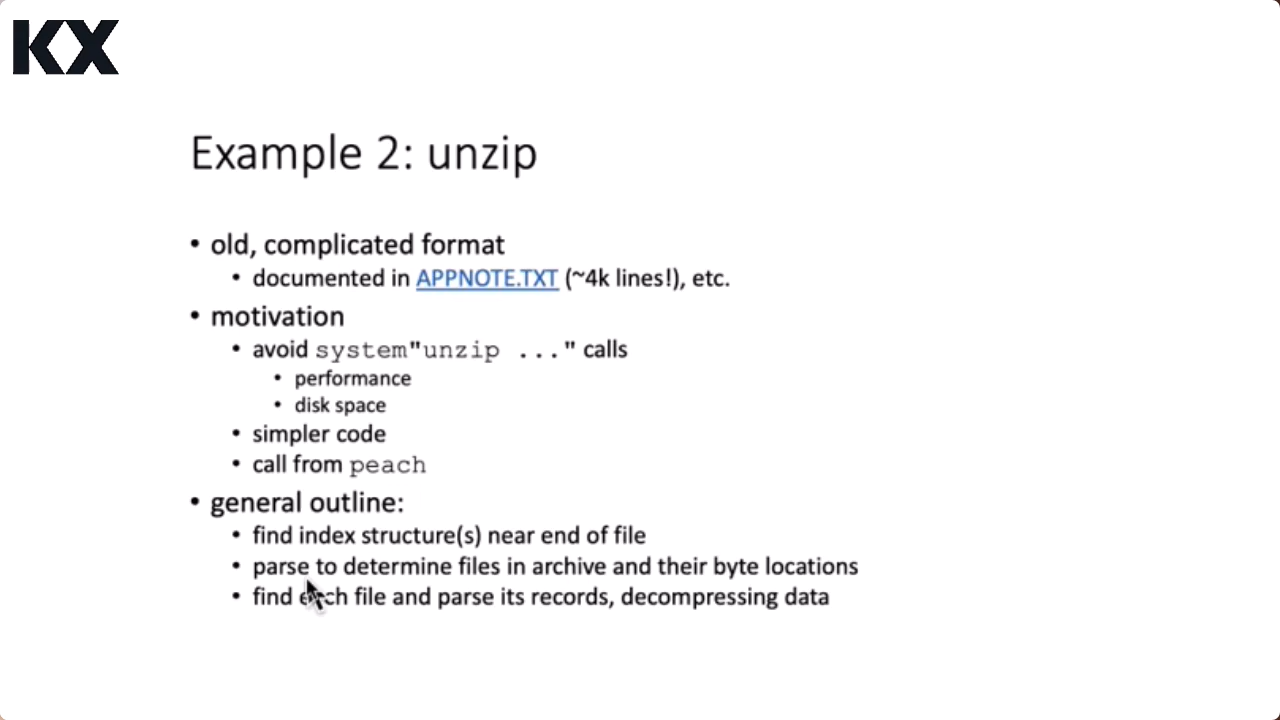 KX
Example 2: unzip
• old, complicated format
• documented in APPNOTE.TXT (~4k lines!), etc.
• motivation
• avoid system"unzip ..." calls
• performance
• disk space
• simpler code
• call from peach
• general outline:
• find index structure(s) near end of file
• parse to determine files in archive and their byte locations
• find each file and parse its records, decompressing data